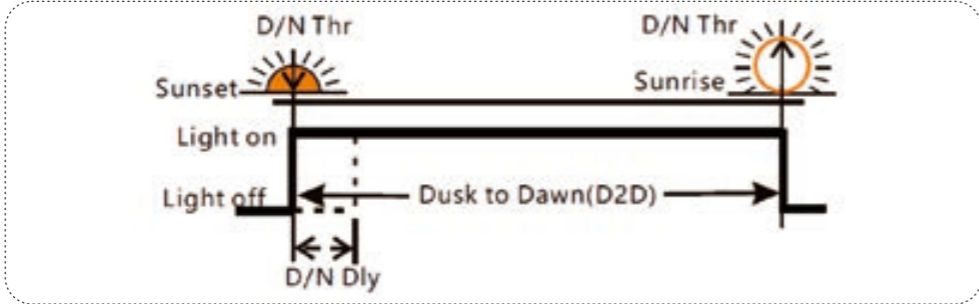 D/N Thr
D/N Thr
Sunset
Sunrise
Light on
Light off
Dusk to Dawn(D2D)
D/N Dly